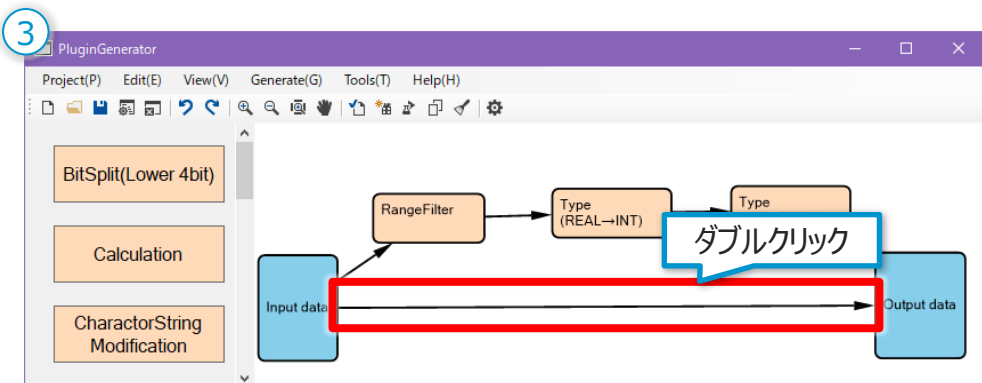 3
PluginGenerator
Project(P) Edit(E) View(V) Generate(G) Tools(T) Help(H)
BitSplit(Lower 4bit)
Calculation
CharactorString
Modification
RangeFilter
Type
(REAL→INT)
Type
ダブルクリック
Input data
Output data